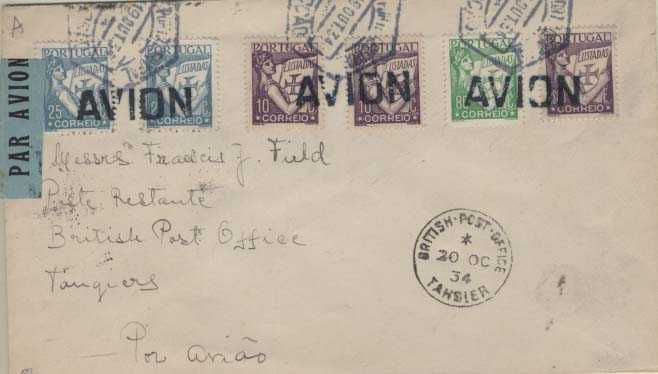 A
PORTUGAL PORTUGAL PORTUGAL PORTUGAL PORTUGAL PORTUGAL
LUSIADAS LUSIADAS LUSIADAS LUSIADAS LUSIADAS LUSIADAS
25 C. 10 C. 10 C. C. C.
CORREIO CORREIO CORREIO CORREIO CORREIO CORREIO
AVION AVION AVION
PAR AVION
Messrs Francis J. Field
Poste Restante
British Post Office
Tangiers
Por avião
BRITISH·POST·OFFICE
*
20 OC
34
TANGIER